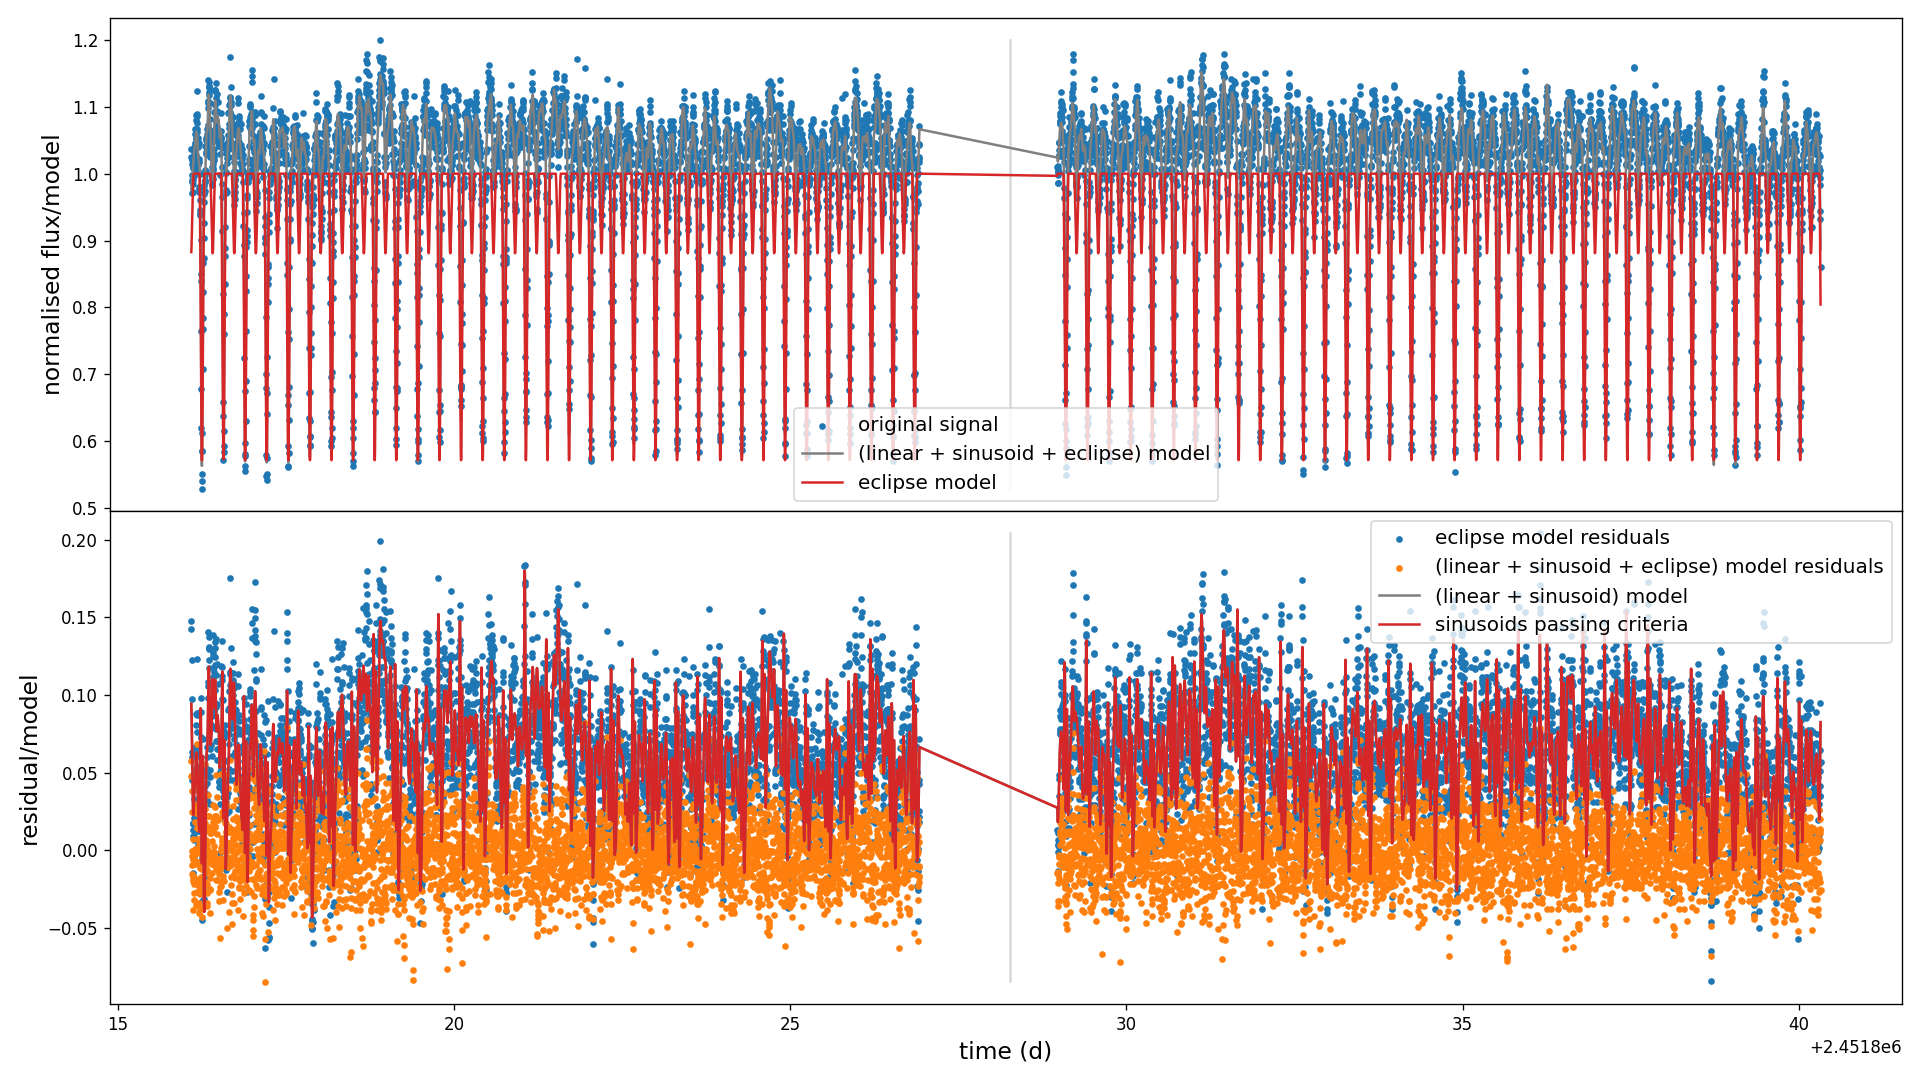 1.2
1.1
1.0
0.9
0.8
0.7
0.6
0.5
normalised flux/model
original signal
(linear + sinusoid + eclipse) model
eclipse model
0.20
0.15
0.10
0.05
0.00
−0.05
residual/model
eclipse model residuals
(linear + sinusoid + eclipse) model residuals
(linear + sinusoid) model
sinusoids passing criteria
15
20
25
30
35
40
time (d)
+2.4518e6